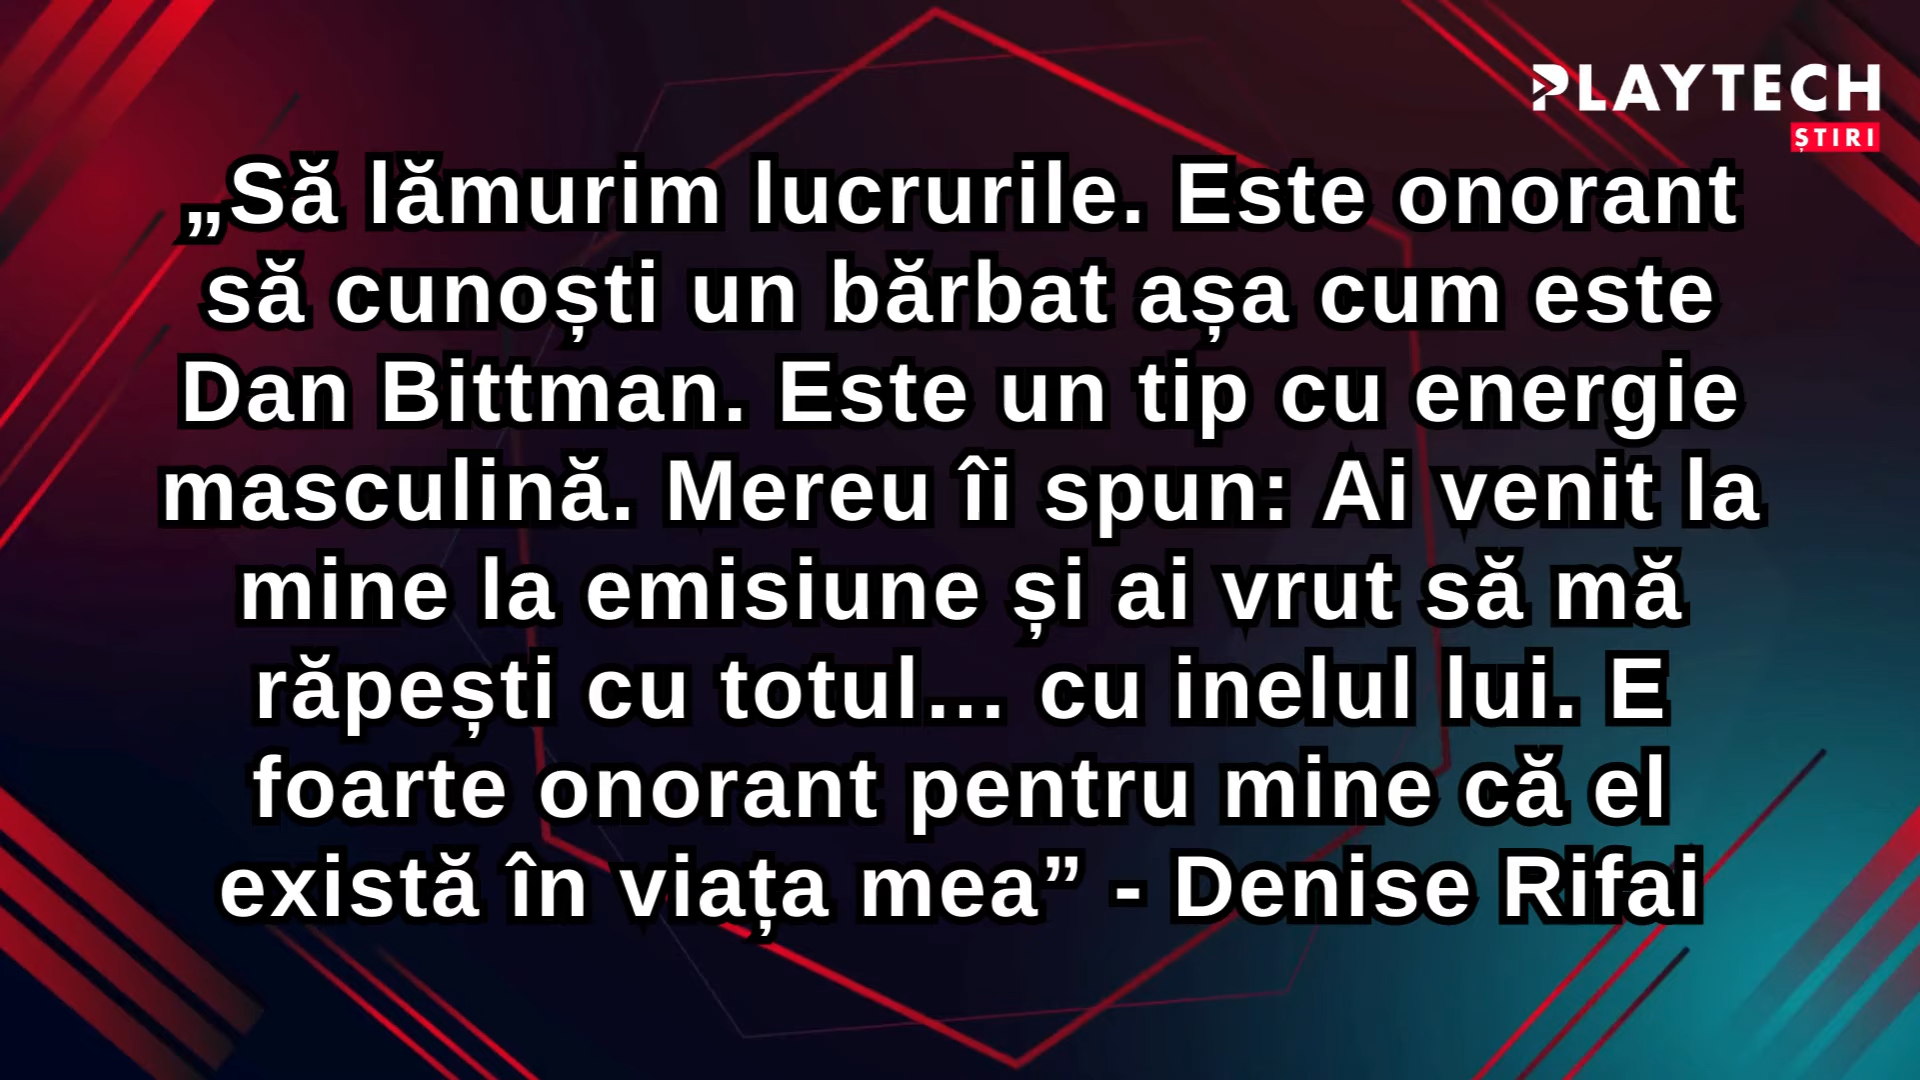 PLAYTECH
ȘTIRI
„Să lămurim lucrurile. Este onorant
să cunoști un bărbat așa cum este
Dan Bittman. Este un tip cu energie
masculină. Mereu îi spun: Ai venit la
mine la emisiune și ai vrut să mă
răpești cu totul... cu inelul lui. E
foarte onorant pentru mine că el
există în viața mea” - Denise Rifai